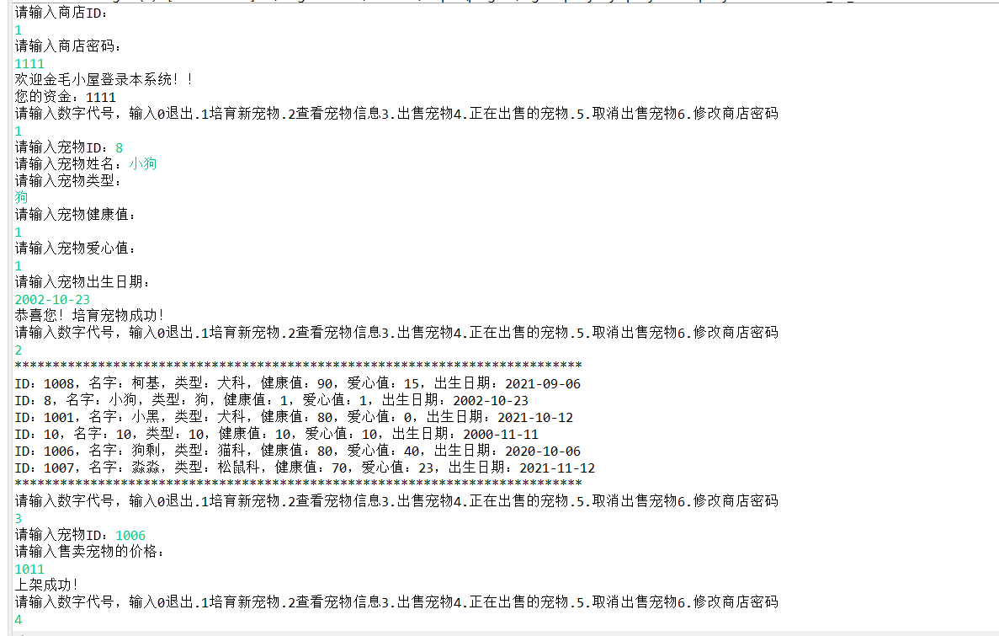 请输入商店ID:
1
请输入商店密码:
1111
欢迎金毛小屋登录本系统!!
您的资金: 1111
请输入数字代号, 输入0退出.1培育新宠物.2查看宠物信息3.出售宠物4.正在出售的宠物.5.取消出售宠物6.修改商店密码
1
请输入宠物ID: 8
请输入宠物姓名: 小狗
请输入宠物类型:
狗
请输入宠物健康值:
1
请输入宠物爱心值:
1
请输入宠物出生日期:
2002-10-23
恭喜您! 培育宠物成功!
请输入数字代号, 输入0退出.1培育新宠物.2查看宠物信息3.出售宠物4.正在出售的宠物.5.取消出售宠物6.修改商店密码
2
***************************************************************************
ID: 1008, 名字: 柯基, 类型: 犬科, 健康值: 90, 爱心值: 15, 出生日期: 2021-09-06
ID: 8, 名字: 小狗, 类型: 狗, 健康值: 1, 爱心值: 1, 出生日期: 2002-10-23
ID: 1001, 名字: 小黑, 类型: 犬科, 健康值: 80, 爱心值: 0, 出生日期: 2021-10-12
ID: 10, 名字: 10, 类型: 10, 健康值: 10, 爱心值: 10, 出生日期: 2000-11-11
ID: 1006, 名字: 狗剩, 类型: 猫科, 健康值: 80, 爱心值: 40, 出生日期: 2020-10-06
ID: 1007, 名字: 淼淼, 类型: 松鼠科, 健康值: 70, 爱心值: 23, 出生日期: 2021-11-12
***************************************************************************
请输入数字代号, 输入0退出.1培育新宠物.2查看宠物信息3.出售宠物4.正在出售的宠物.5.取消出售宠物6.修改商店密码
3
请输入宠物ID: 1006
请输入售卖宠物的价格:
1011
上架成功!
请输入数字代号, 输入0退出.1培育新宠物.2查看宠物信息3.出售宠物4.正在出售的宠物.5.取消出售宠物6.修改商店密码
4